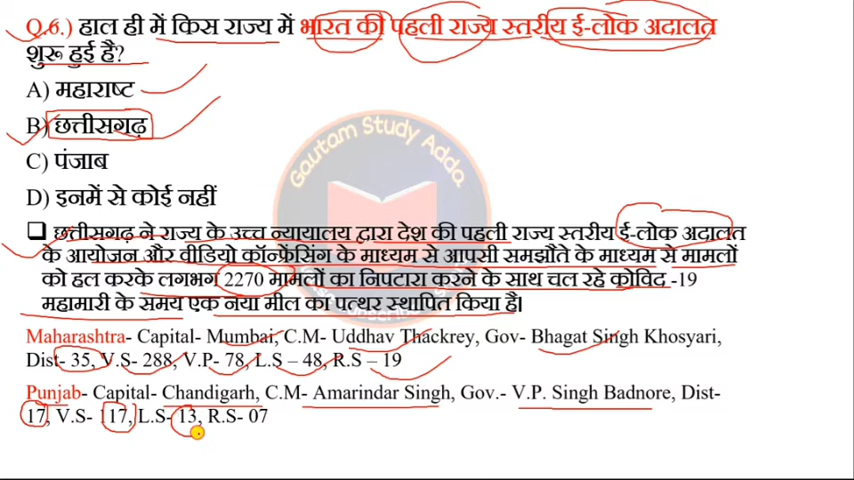 Q.6.) हाल ही में किस राज्य में भारत की पहली राज्य स्तरीय ई-लोक अदालत
शुरू हुई है?
A) महाराष्ट
B) छत्तीसगढ़
C) पंजाब
D) इनमें से कोई नहीं
Gautam Study Adda
❑ छत्तीसगढ़ ने राज्य के उच्च न्यायालय द्वारा देश की पहली राज्य स्तरीय ई-लोक अदालत
के आयोजन और वीडियो कॉन्फ्रेंसिंग के माध्यम से आपसी समझौते के माध्यम से मामलों
को हल करके लगभग 2270 मामलों का निपटारा करने के साथ चल रहे कोविद -19
महामारी के समय एक नया मील का पत्थर स्थापित किया है।
Maharashtra- Capital- Mumbai, C.M- Uddhav Thackrey, Gov- Bhagat Singh Khosyari,
Dist- 35, V.S- 288, V.P- 78, L.S – 48, R.S – 19
Punjab- Capital- Chandigarh, C.M- Amarindar Singh, Gov.- V.P. Singh Badnore, Dist-
17, V.S- 117, L.S- 13, R.S- 07